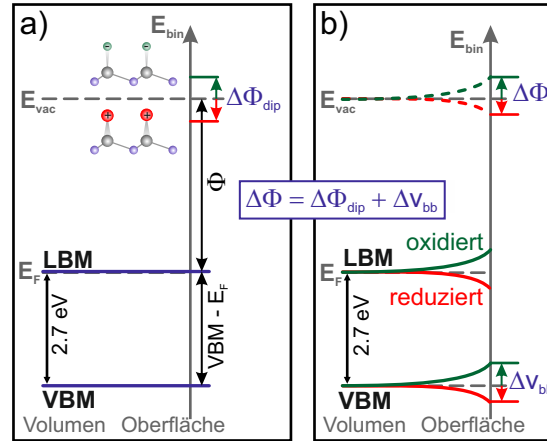 a)
E_bin
- -
E_vac
ΔΦ_dip
+ +
Φ
ΔΦ = ΔΦ_dip + Δv_bb
LBM
E_F
2.7 eV
VBM - E_F
VBM
Volumen Oberfläche
b)
E_bin
E_vac
ΔΦ
oxidiert
LBM
E_F
reduziert
2.7 eV
Δv_bb
VBM
Volumen Oberfläche